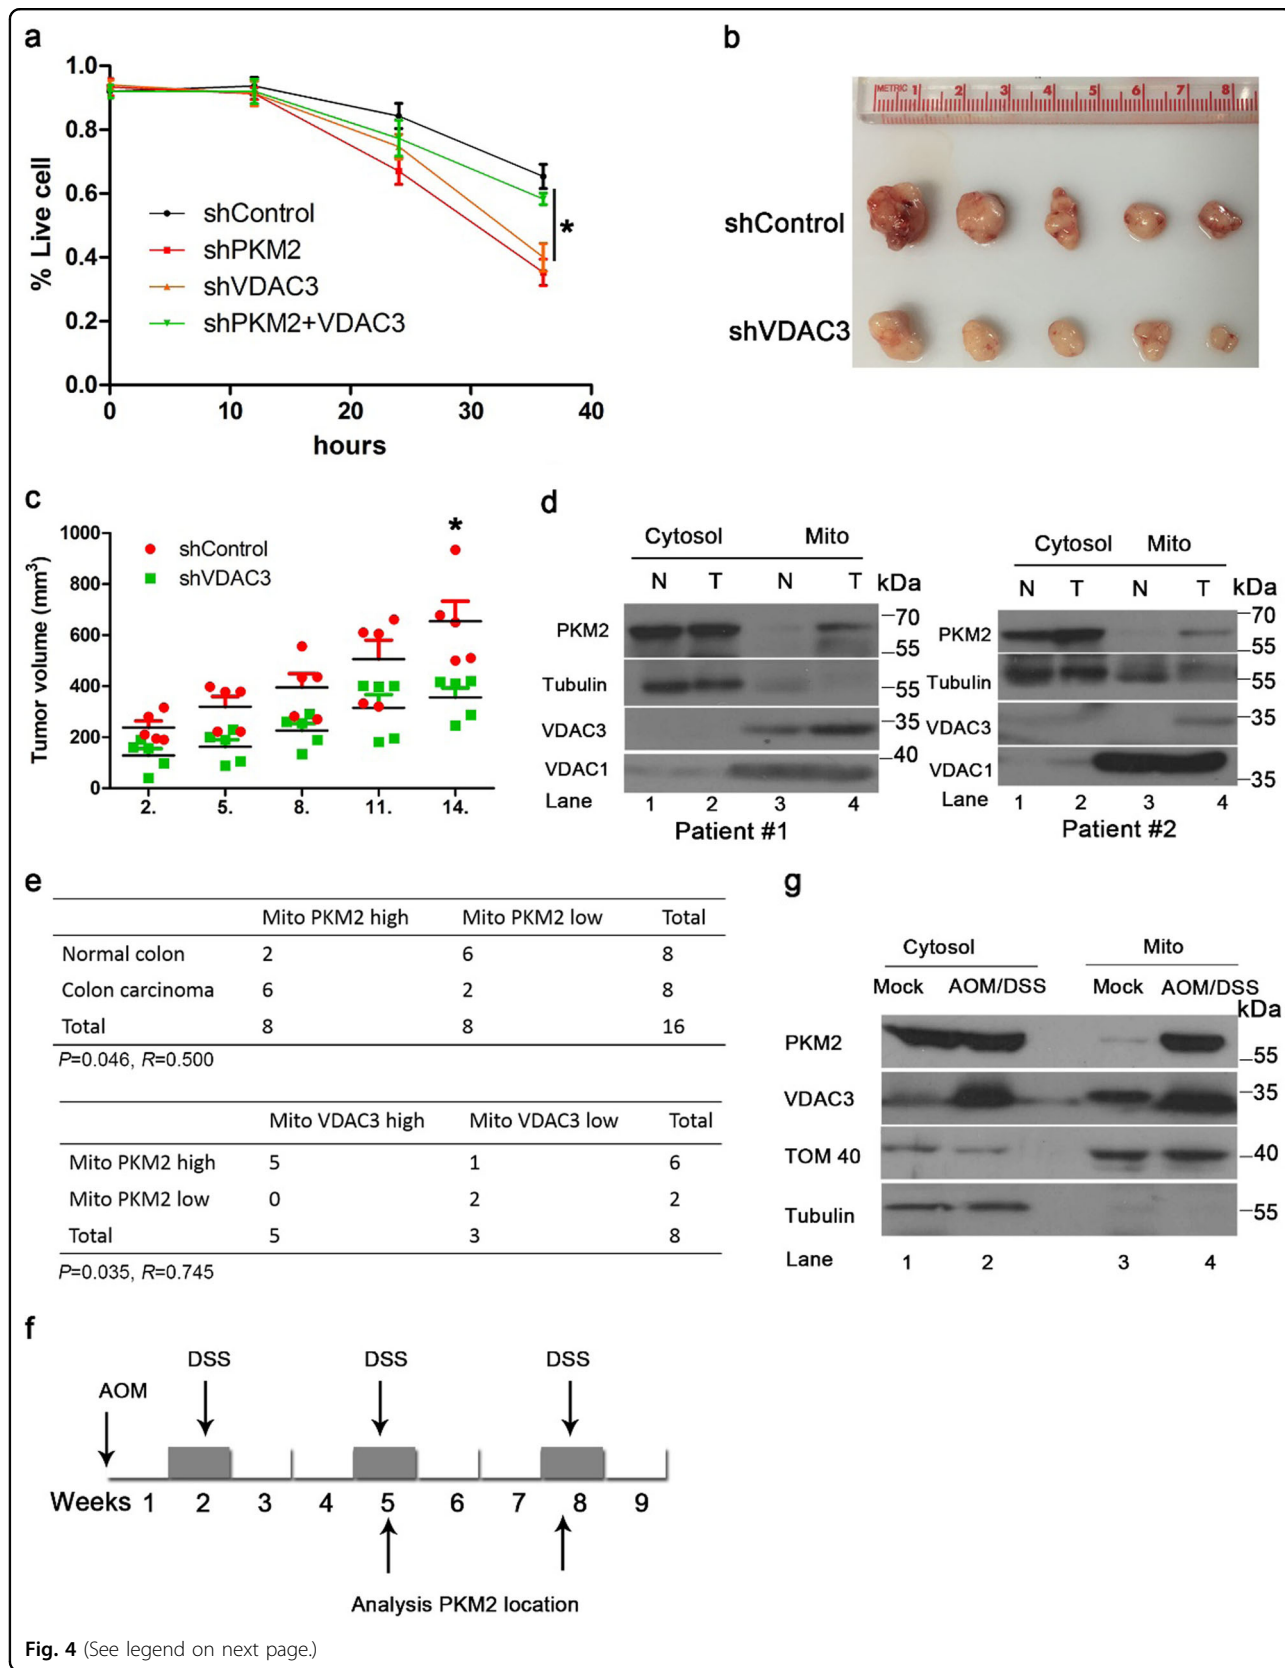 a
1.0
0.8
0.6
0.4
0.2
0.0
% Live cell
shControl
shPKM2
shVDAC3
shPKM2+VDAC3
*
0 10 20 30 40
hours
b
METRIC 1 2 3 4 5 6 7 8
shControl
shVDAC3
c
1000
800
600
400
200
0
Tumor volume (mm³)
shControl
shVDAC3
*
2. 5. 8. 11. 14.
d
Cytosol Mito
N T N T kDa
PKM2 70
55
Tubulin 55
VDAC3 35
40
VDAC1
Lane 1 2 3 4
Patient #1
Cytosol Mito
N T N T kDa
PKM2 70
55
Tubulin 55
VDAC3 35
VDAC1 35
Lane 1 2 3 4
Patient #2
e
Mito PKM2 high Mito PKM2 low Total
Normal colon 2 6 8
Colon carcinoma 6 2 8
Total 8 8 16
P=0.046, R=0.500
Mito VDAC3 high Mito VDAC3 low Total
Mito PKM2 high 5 1 6
Mito PKM2 low 0 2 2
Total 5 3 8
P=0.035, R=0.745
g
Cytosol Mito
Mock AOM/DSS Mock AOM/DSS
kDa
PKM2 55
VDAC3 35
TOM 40 40
Tubulin 55
Lane 1 2 3 4
f
DSS DSS DSS
AOM
Weeks 1 2 3 4 5 6 7 8 9
Analysis PKM2 location
Fig. 4 (See legend on next page.)